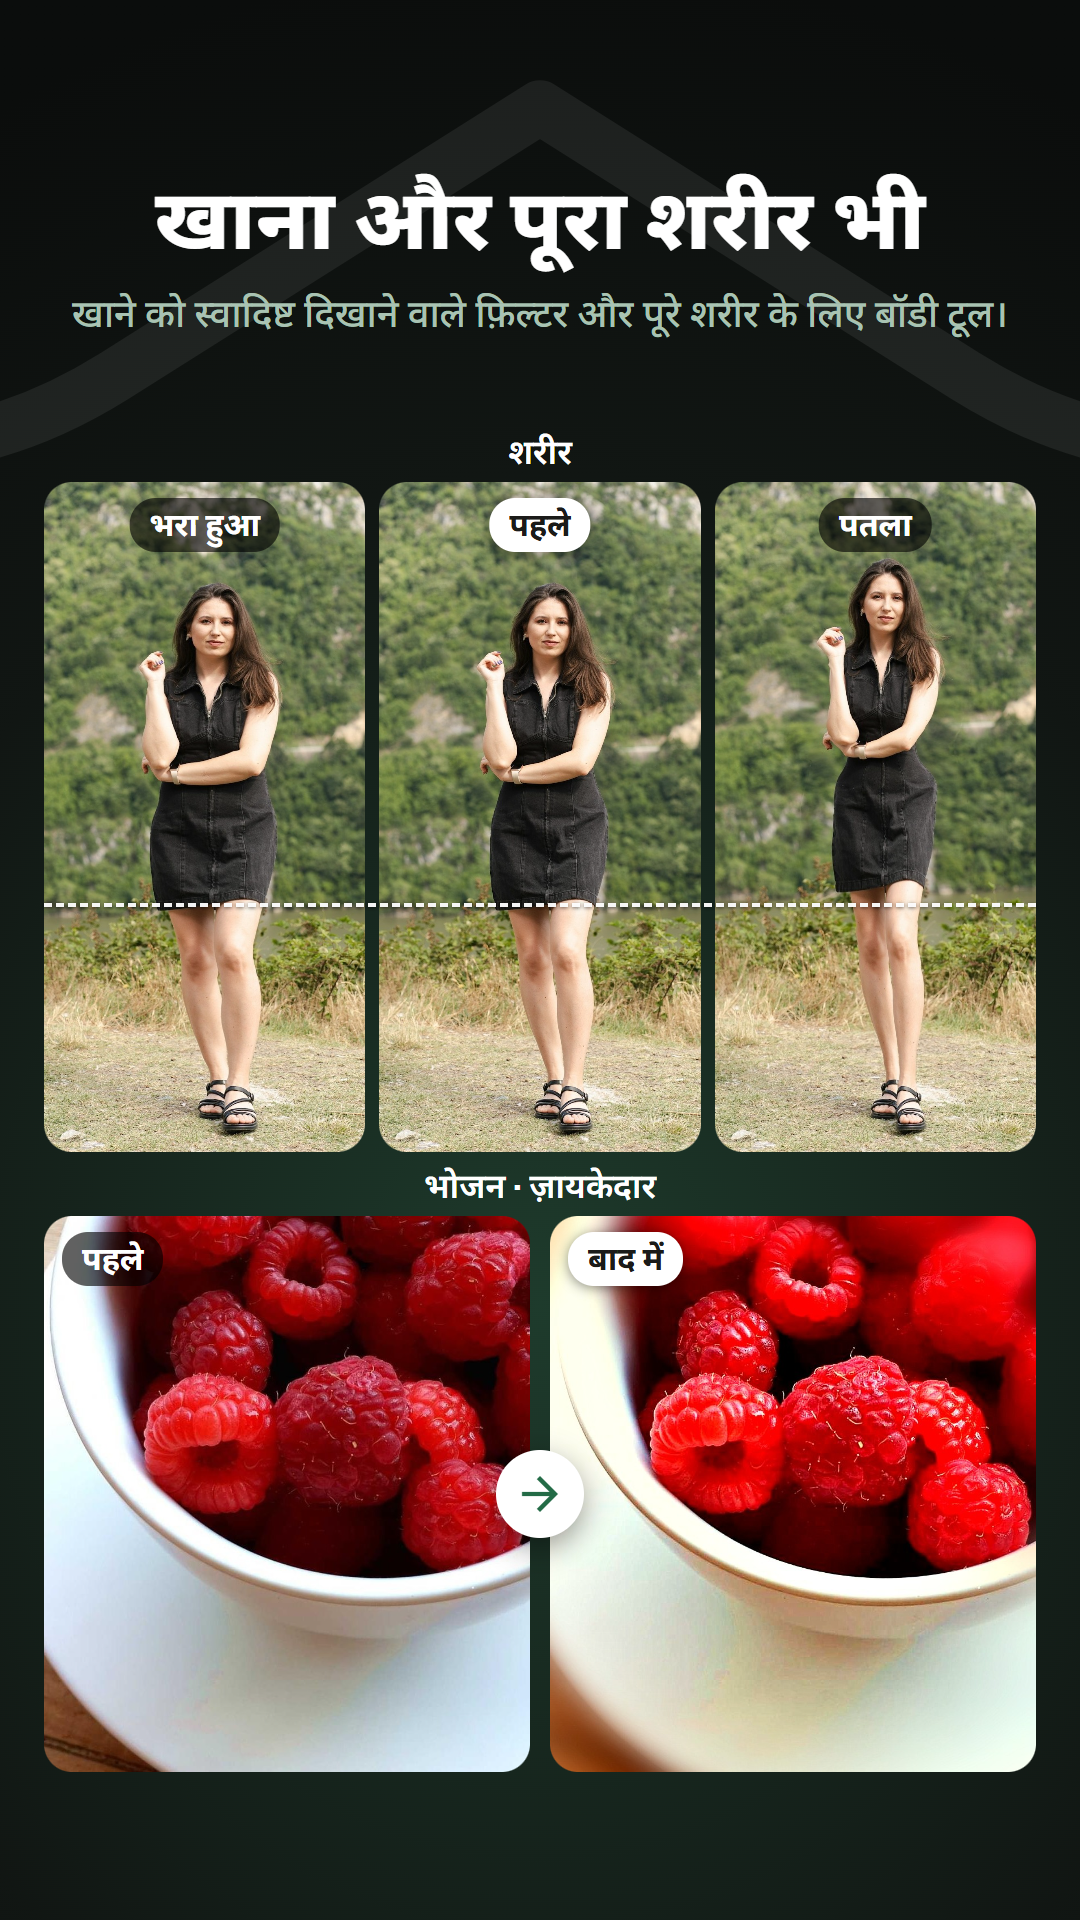 खाना और पूरा शरीर भी
खाने को स्वादिष्ट दिखाने वाले फ़िल्टर और पूरे शरीर के लिए बॉडी टूल।
शरीर
भरा हुआ
पहले
पतला
भोजन · ज़ायकेदार
पहले
बाद में